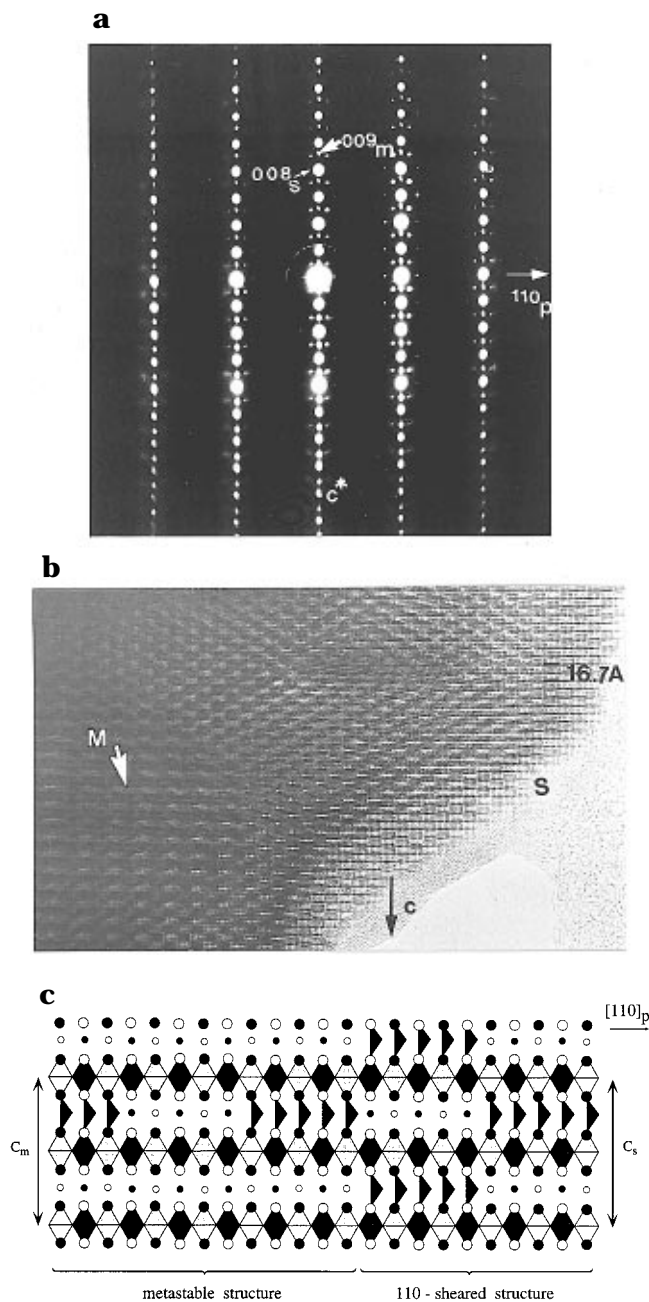 a
009m
008s
110p
c*
b
16.7A
M
S
c
c
[110]p
Cm
Cs
metastable structure
110 - sheared structure